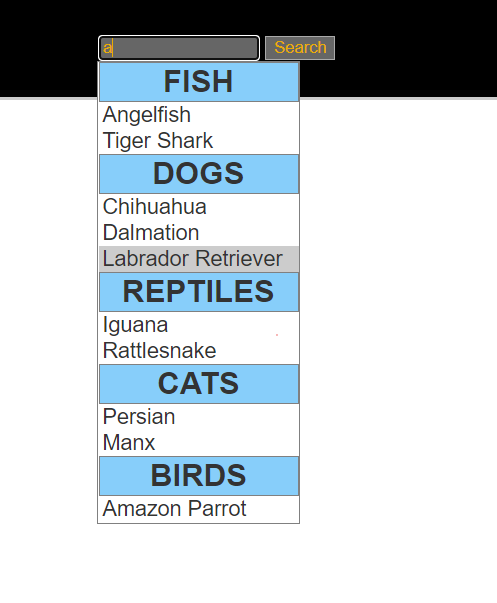 a Search
FISH
Angelfish
Tiger Shark
DOGS
Chihuahua
Dalmation
Labrador Retriever
REPTILES
Iguana
Rattlesnake
CATS
Persian
Manx
BIRDS
Amazon Parrot